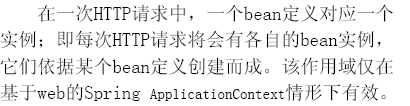 在一次HTTP请求中，一个bean定义对应一个
实例；即每次HTTP请求将会有各自的bean实例，
它们依据某个bean定义创建而成。该作用域仅在
基于web的Spring ApplicationContext情形下有效。